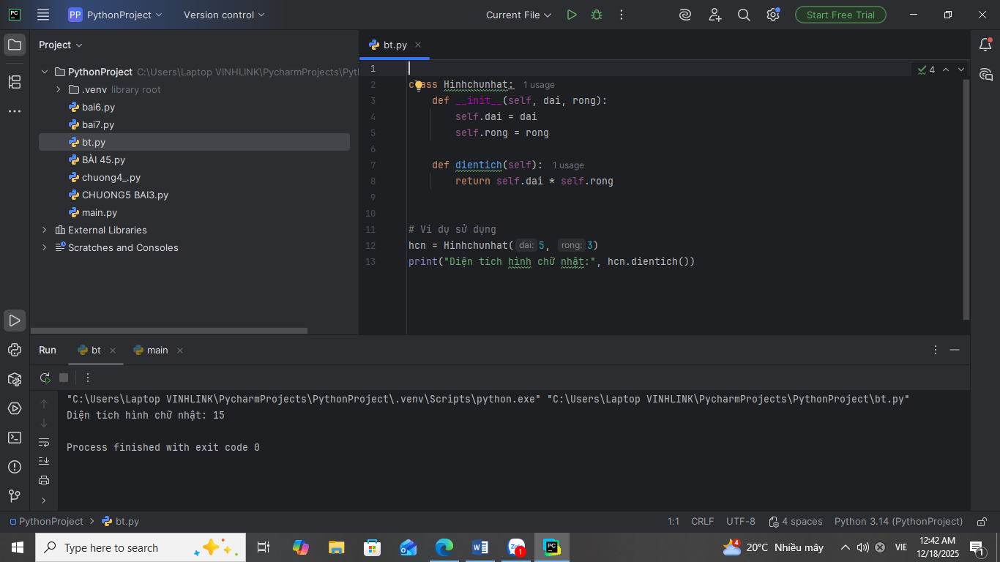 PC PP PythonProject Version control Current File Start Free Trial
Project
bt.py
PythonProject C:\Users\Laptop VINHLINK\PycharmProjects\Pyt
.venv library root
bai6.py
bai7.py
bt.py
BÀI 45.py
chuong4_.py
CHUONG5 BAI3.py
main.py
External Libraries
Scratches and Consoles
1
4
2 class Hinhchunhat: 1 usage
3 def __init__(self, dai, rong):
4 self.dai = dai
5 self.rong = rong
6
7 def dientich(self): 1 usage
8 return self.dai * self.rong
9
10
11 # Ví dụ sử dụng
12 hcn = Hinhchunhat( dai: 5, rong: 3)
13 print("Diện tích hình chữ nhật:", hcn.dientich())
Run bt main
"C:\Users\Laptop VINHLINK\PycharmProjects\PythonProject\.venv\Scripts\python.exe" "C:\Users\Laptop VINHLINK\PycharmProjects\PythonProject\bt.py"
Diện tích hình chữ nhật: 15
Process finished with exit code 0
PythonProject bt.py 1:1 CRLF UTF-8 4 spaces Python 3.14 (PythonProject)
Type here to search
W
Zalo
1
PC
4
20°C Nhiều mây
VIE
12:42 AM
12/18/2025
1